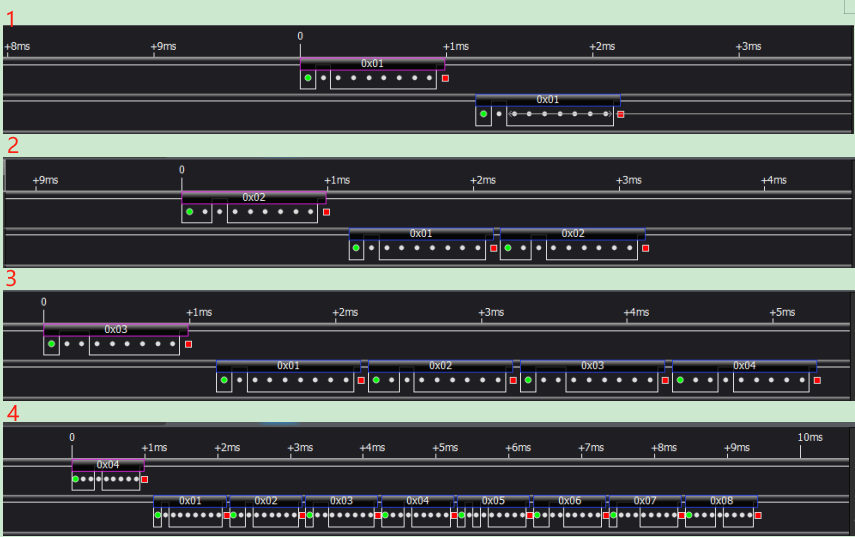 1
+8ms +9ms 0 +1ms +2ms +3ms
0x01
0x01
2
+9ms 0 +1ms +2ms +3ms +4ms
0x02
0x01 0x02
3
0 +1ms +2ms +3ms +4ms +5ms
0x03
0x01 0x02 0x03 0x04
4
0 +1ms +2ms +3ms +4ms +5ms +6ms +7ms +8ms +9ms 10ms
0x04
0x01 0x02 0x03 0x04 0x05 0x06 0x07 0x08